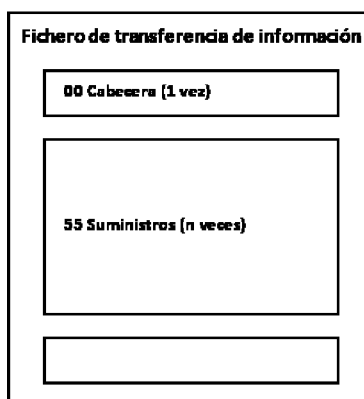 Fichero de transferencia de información
00 Cabecera (1 vez)
55 Suministros (n veces)